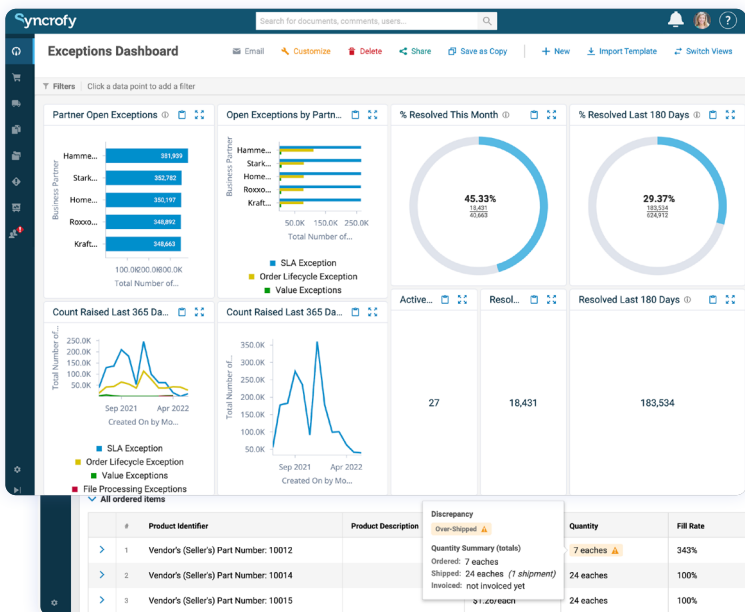 Syncrofy
Search for documents, comments, users...
?
Exceptions Dashboard
Email
Customize
Delete
Share
Save as Copy
+ New
Import Template
Switch Views
Filters
Click a data point to add a filter
Partner Open Exceptions
Business Partner
Hamme... 381,939
Stark... 352,782
Home... 350,197
Roxxo... 348,892
Kraft... 348,663
100.0K200.0K300.0K
Total Number of...
Open Exceptions by Partn...
Business Partner
Hamme...
Stark...
Home...
Roxxo...
Kraft...
50.0K 150.0K 250.0K
Total Number of...
SLA Exception
Order Lifecycle Exception
Value Exceptions
% Resolved This Month
45.33%
18,431
40,663
% Resolved Last 180 Days
29.37%
183,534
624,912
Count Raised Last 365 Da...
Total Number of...
250.0K
200.0K
150.0K
100.0K
50.0K
Sep 2021 Apr 2022
Created On by Mo...
SLA Exception
Order Lifecycle Exception
Value Exceptions
File Processing Exceptions
Count Raised Last 365 Da...
Total Number of...
350.0K
300.0K
250.0K
200.0K
150.0K
100.0K
50.0K
Sep 2021 Apr 2022
Created On by Mo...
Active...
27
Resol...
18,431
Resolved Last 180 Days
183,534
All ordered items
# Product Identifier Product Description Quantity Fill Rate
1 Vendor's (Seller's) Part Number: 10012 7 eaches 343%
2 Vendor's (Seller's) Part Number: 10014 24 eaches 100%
3 Vendor's (Seller's) Part Number: 10015 $1.26/each 24 eaches 100%
Discrepancy
Over-Shipped
Quantity Summary (totals)
Ordered: 7 eaches
Shipped: 24 eaches (1 shipment)
Invoiced: not invoiced yet